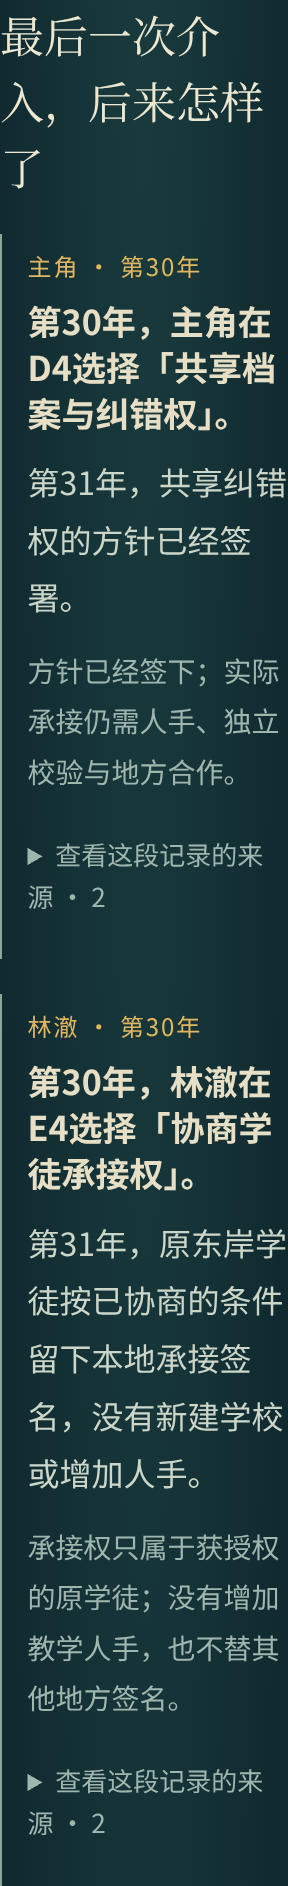 最后一次介
入，后来怎样
了
主角 · 第30年
第30年，主角在
D4选择「共享档
案与纠错权」。
第31年，共享纠错
权的方针已经签
署。
方针已经签下；实际
承接仍需人手、独立
校验与地方合作。
▶ 查看这段记录的来
源 · 2
林澈 · 第30年
第30年，林澈在
E4选择「协商学
徒承接权」。
第31年，原东岸学
徒按已协商的条件
留下本地承接签
名，没有新建学校
或增加人手。
承接权只属于获授权
的原学徒；没有增加
教学人手，也不替其
他地方签名。
▶ 查看这段记录的来
源 · 2